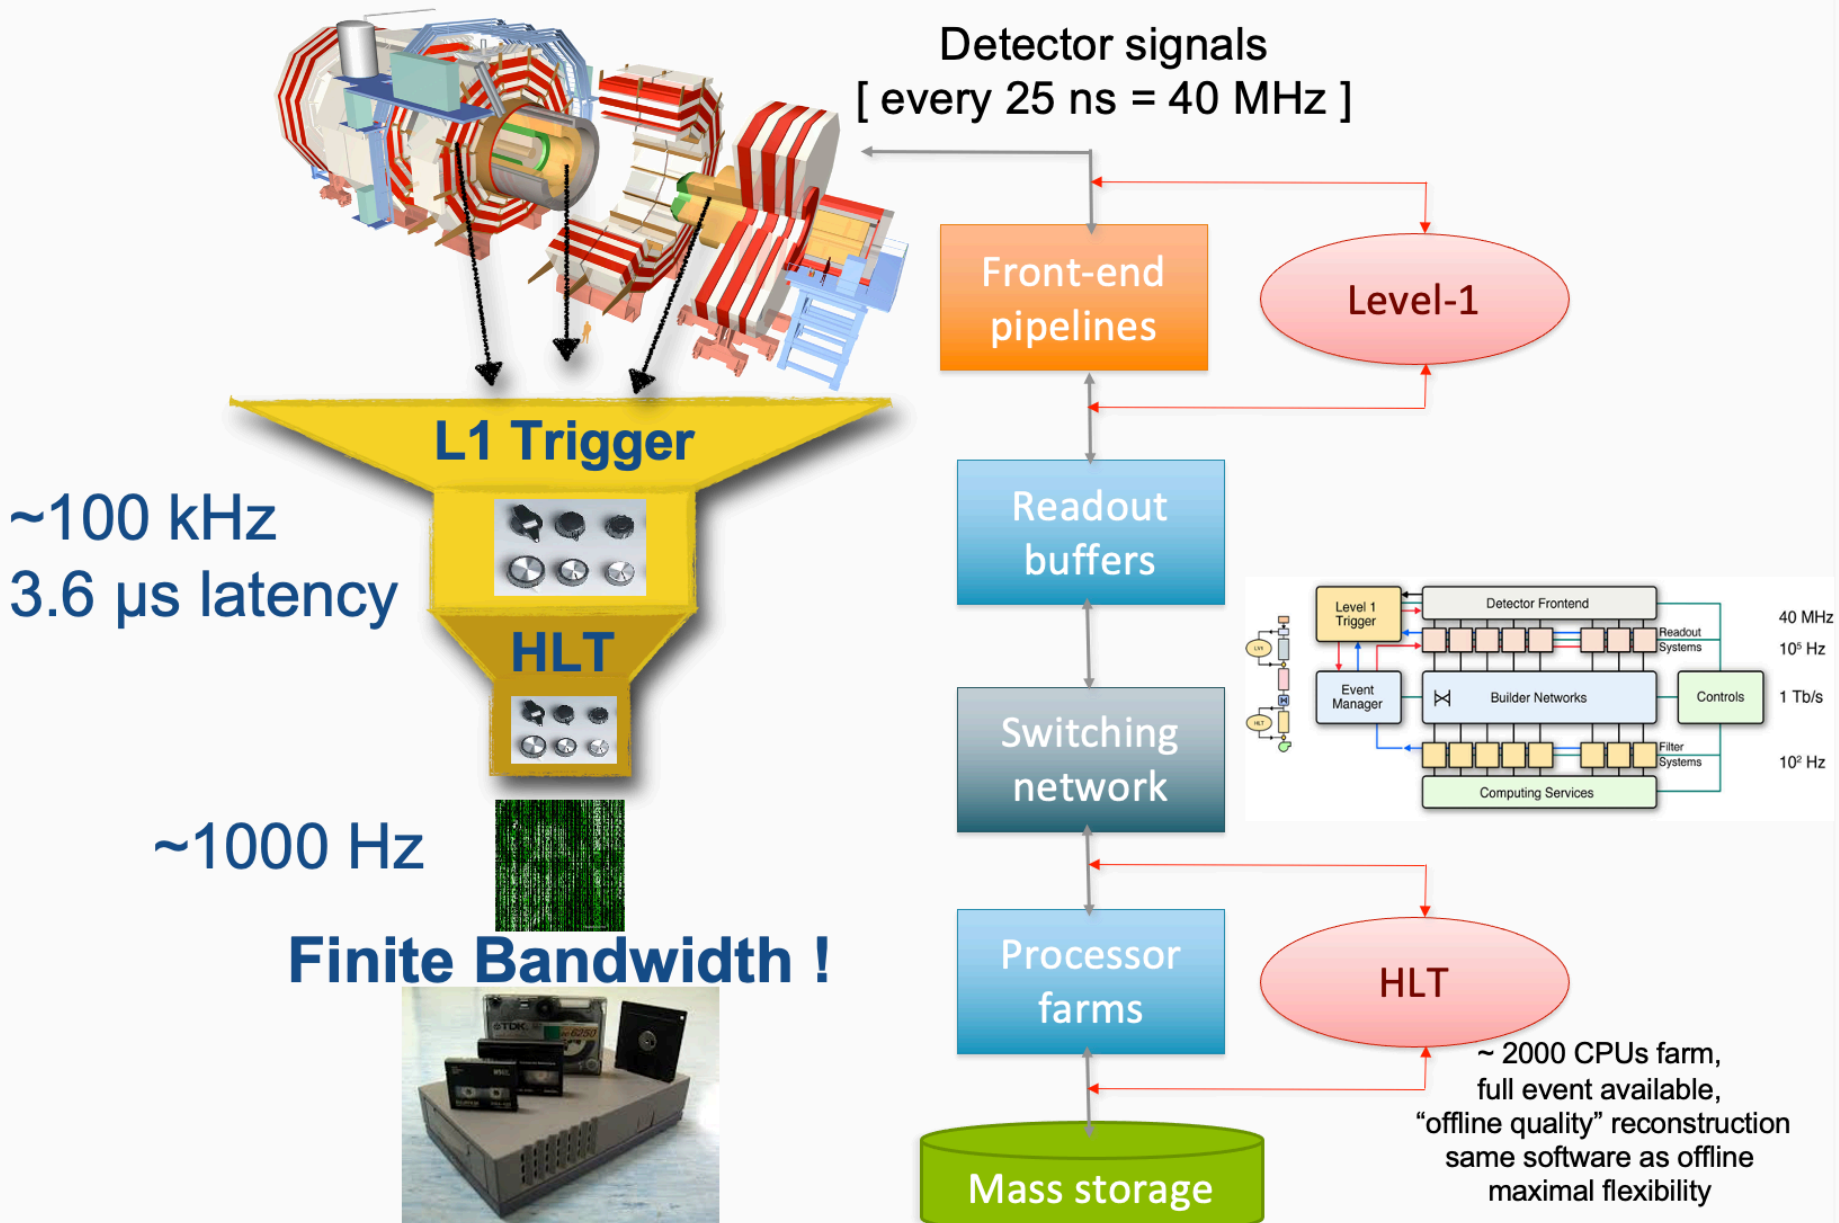 Detector signals
[ every 25 ns = 40 MHz ]
Front-end
pipelines
Level-1
L1 Trigger
~100 kHz
3.6 µs latency
Readout
buffers
HLT
Level 1
Trigger
Detector Frontend
40 MHz
Readout
Systems
10⁵ Hz
LV1
Event
Manager
Builder Networks
Controls
1 Tb/s
HLT
Filter
Systems
10² Hz
Computing Services
Switching
network
~1000 Hz
Finite Bandwidth !
Processor
farms
HLT
TDK
~ 2000 CPUs farm,
full event available,
“offline quality” reconstruction
same software as offline
maximal flexibility
Mass storage